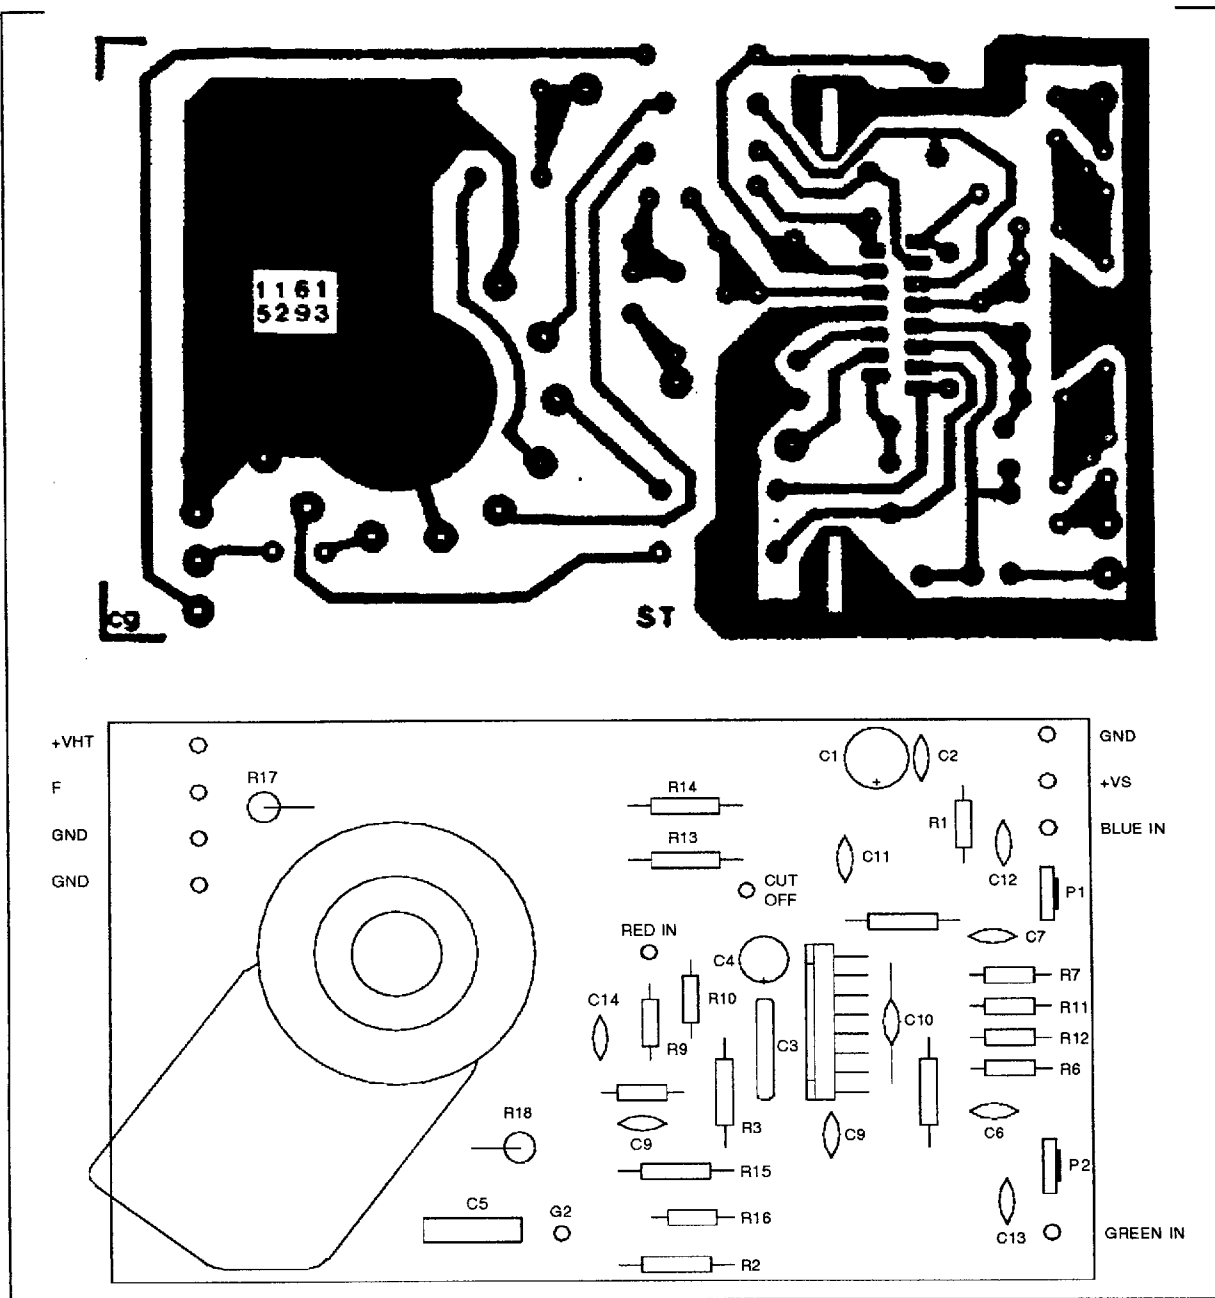 1161
5293
cg
ST
+VHT
F
GND
GND
R17
R14
R13
CUT
OFF
RED IN
C1
C2
R1
C11
C12
GND
+VS
BLUE IN
P1
C7
C4
R10
C14
R9
C3
C10
R7
R11
R12
R6
R18
C9
R3
C9
C6
R15
P2
C5
G2
R16
C13
GREEN IN
R2